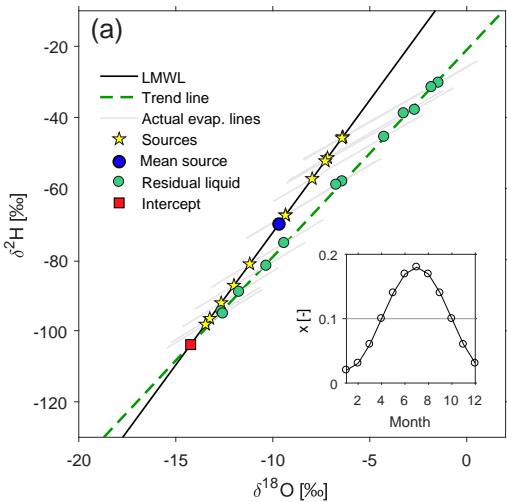 (a)
LMWL
Trend line
Actual evap. lines
Sources
Mean source
Residual liquid
Intercept
-20
-40
-60
-80
-100
-120
δ²H [‰]
-20 -15 -10 -5 0
δ¹⁸O [‰]
0.2
0.1
0
x [-]
2 4 6 8 10 12
Month